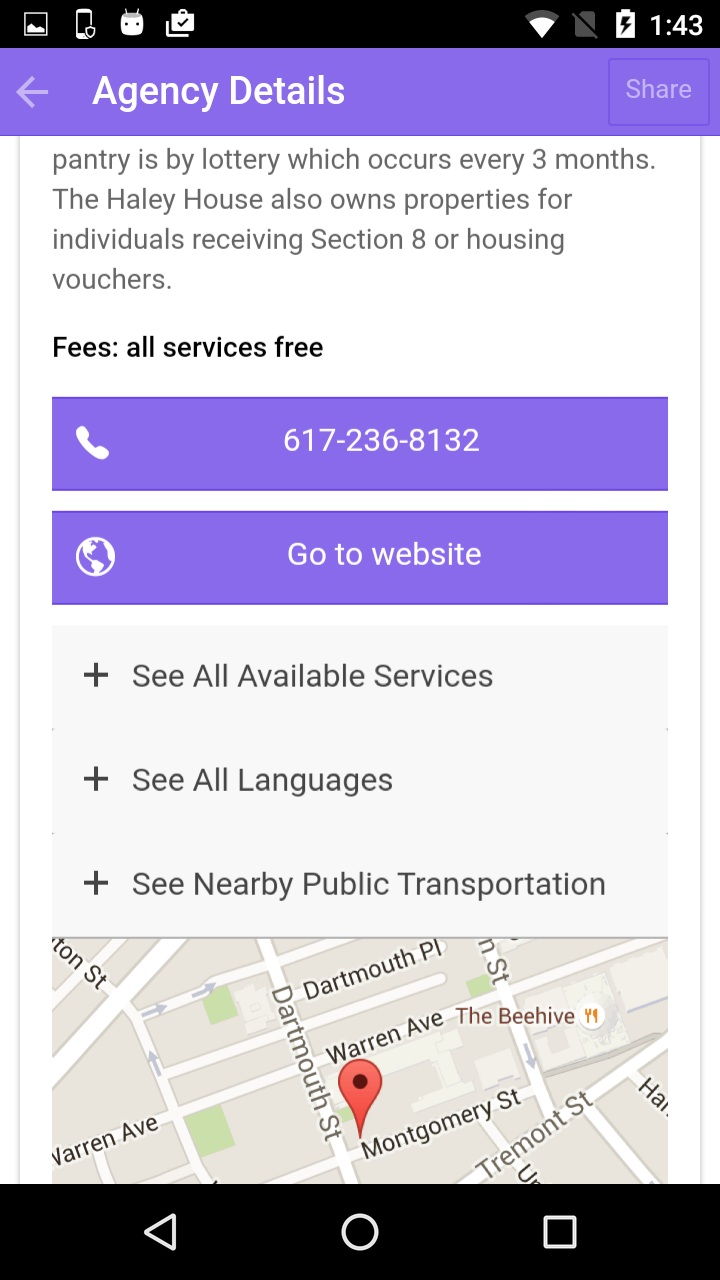 1:43
Agency Details
Share
pantry is by lottery which occurs every 3 months.
The Haley House also owns properties for
individuals receiving Section 8 or housing
vouchers.
Fees: all services free
617-236-8132
Go to website
+ See All Available Services
+ See All Languages
+ See Nearby Public Transportation
ton St
Dartmouth Pl
n St
Dartmouth St
Warren Ave
The Beehive
Warren Ave
Montgomery St
Tremont St